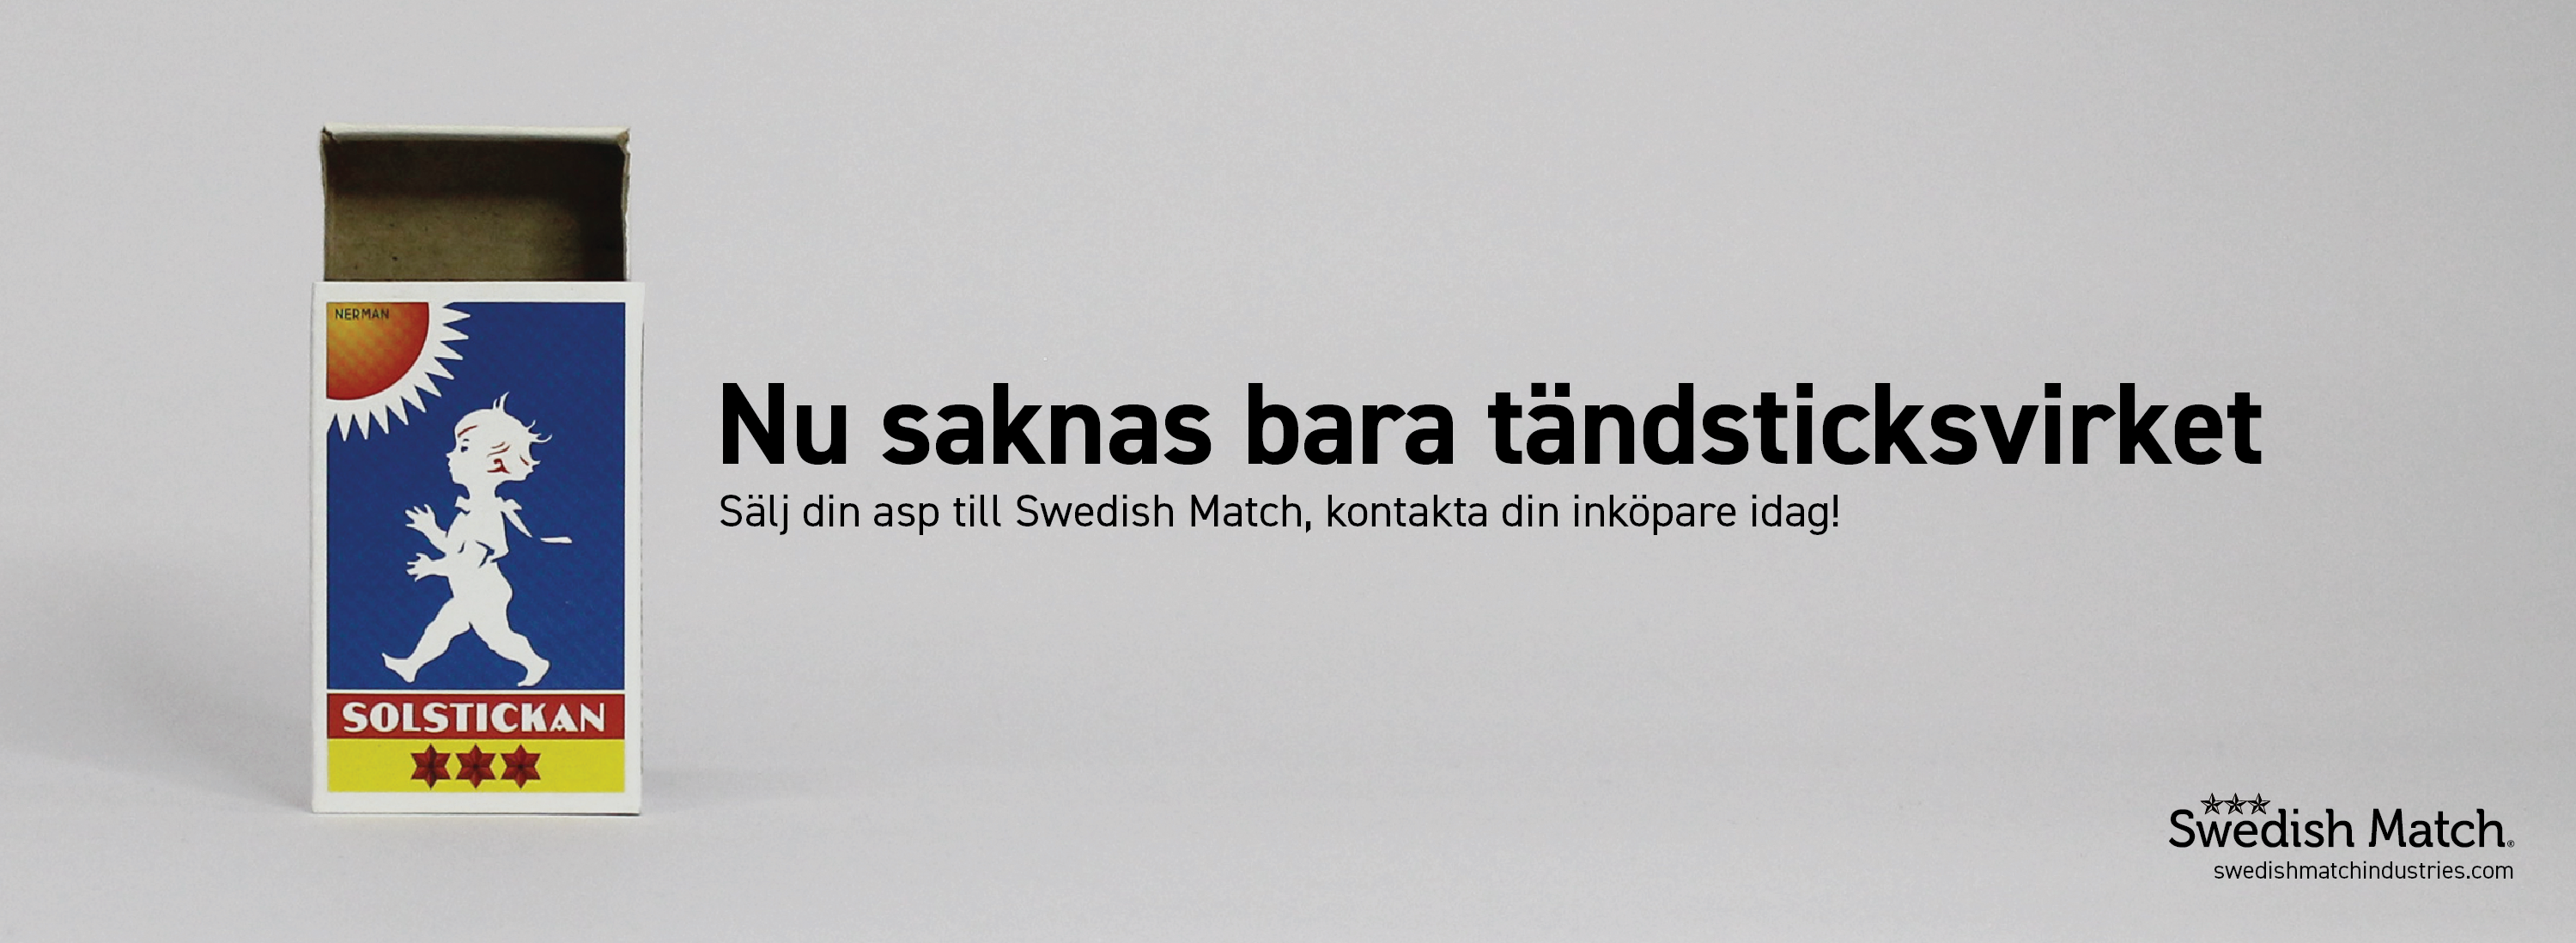 NERMAN
SOLSTICKAN
Nu saknas bara tändsticksvirket
Sälj din asp till Swedish Match, kontakta din inköpare idag!
Swedish Match®
swedishmatchindustries.com